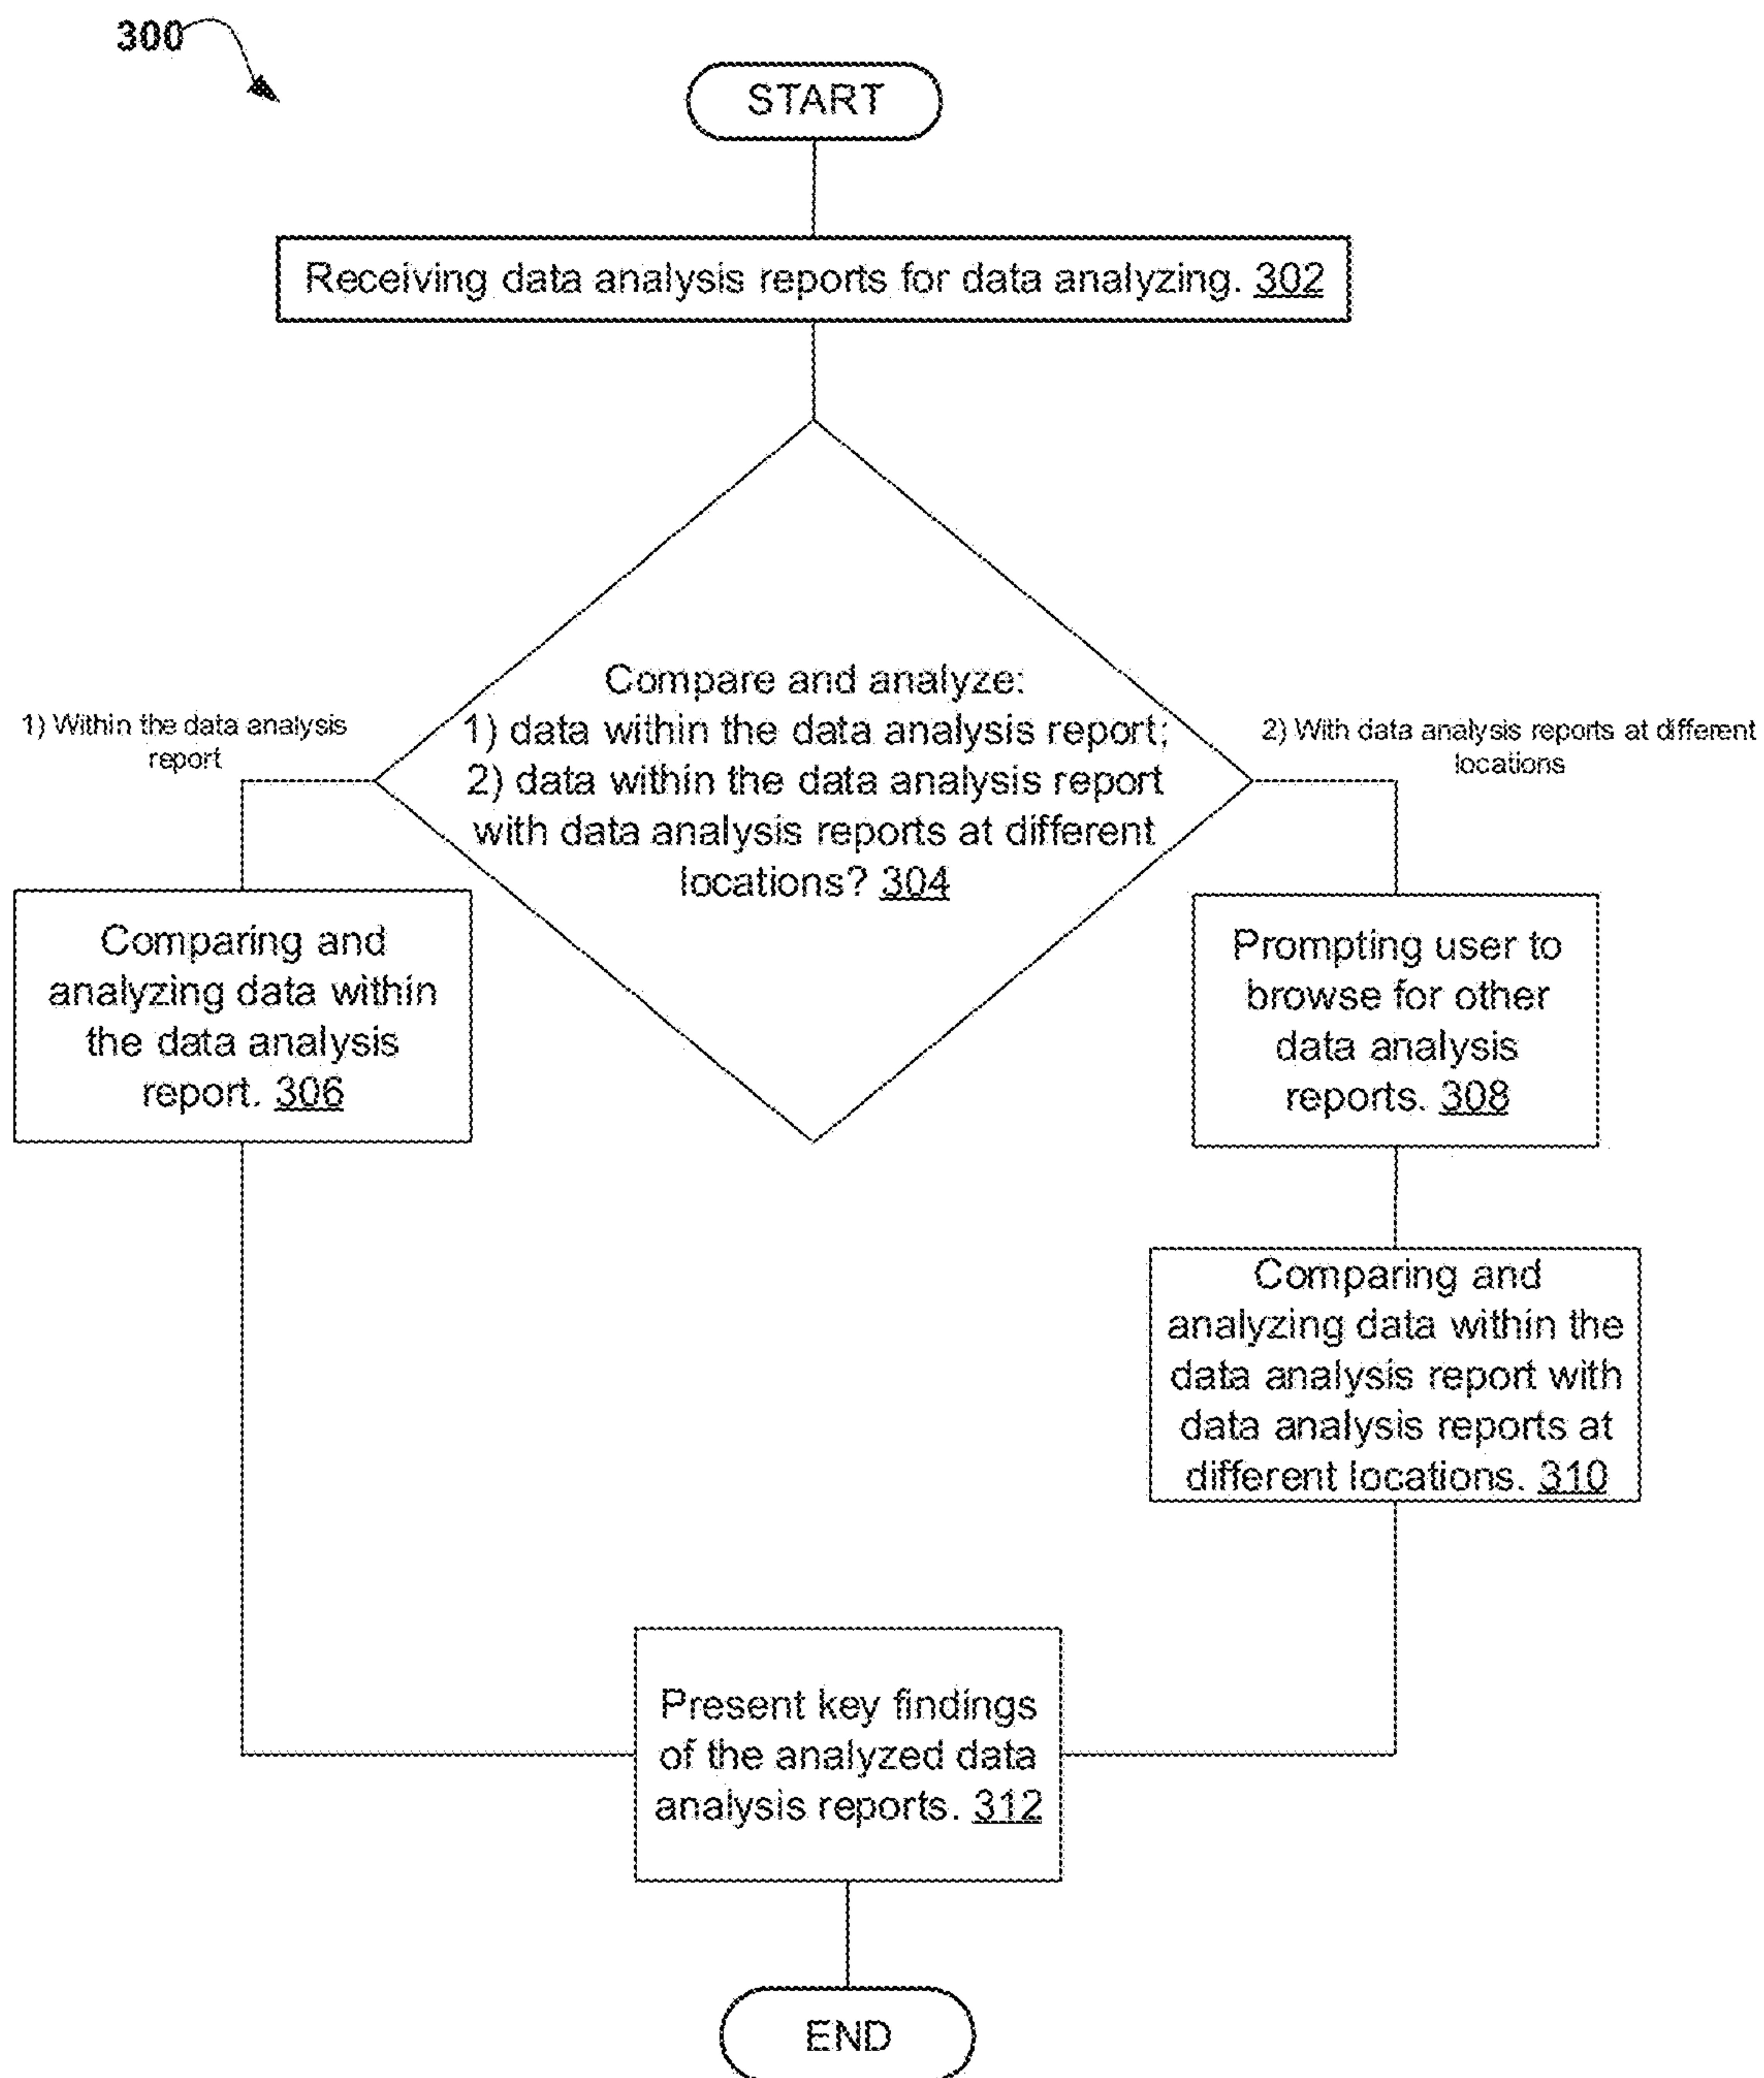 300
START
Receiving data analysis reports for data analyzing. 302
Compare and analyze:
1) data within the data analysis report;
2) data within the data analysis report
with data analysis reports at different
locations? 304
1) Within the data analysis
report
2) With data analysis reports at different
locations
Comparing and
analyzing data within
the data analysis
report. 306
Prompting user to
browse for other
data analysis
reports. 308
Comparing and
analyzing data within the
data analysis report with
data analysis reports at
different locations. 310
Present key findings
of the analyzed data
analysis reports. 312
END